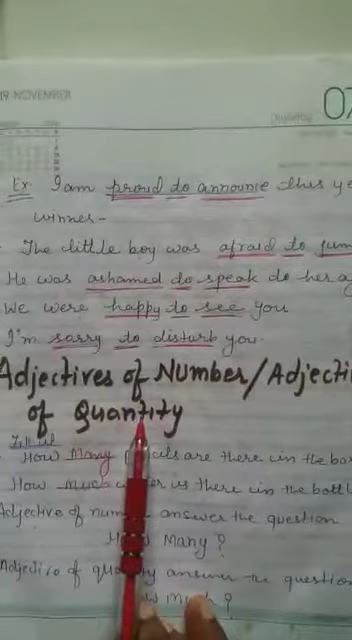 19 NOVEMBER
Thursday 07
Ex. I am proud to announce this ye
winner-
The little boy was afraid to jum
He was ashamed to speak to her ag
We were happy to see you
I'm sorry to disturb you.
Adjectives of Number/Adjecti
of Quantity
How Many are there in the bo
How much is there in the bottl
Adjective of num answer the question
How Many?
Adjective of quantity answer the question
much?